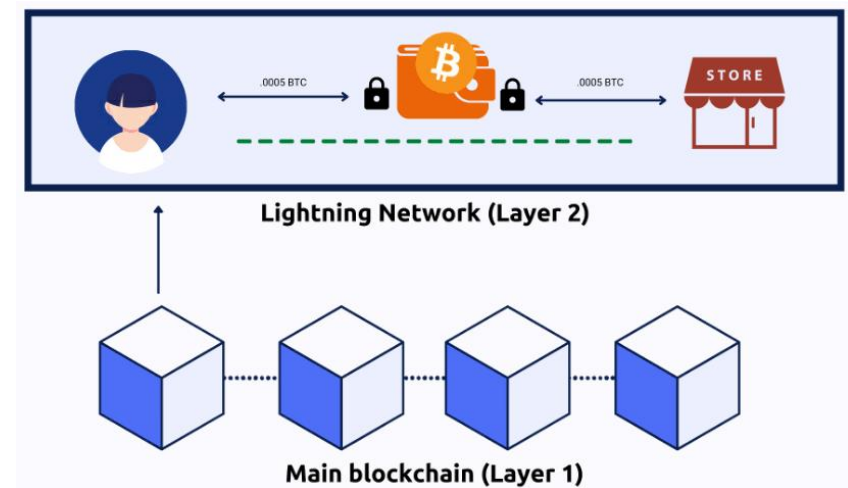 .0005 BTC
.0005 BTC
STORE
Lightning Network (Layer 2)
Main blockchain (Layer 1)